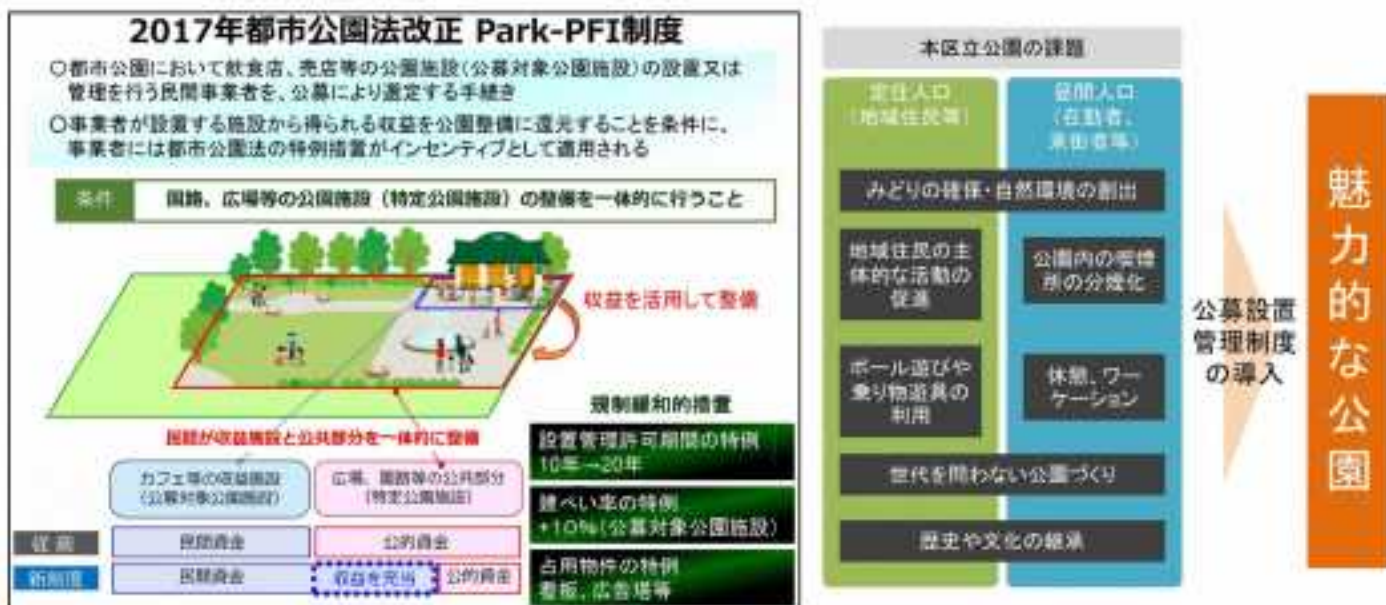 2017年都市公園法改正 Park-PFI制度
○都市公園において飲食店、売店等の公園施設(公募対象公園施設)の設置又は
管理を行う民間事業者を、公募により選定する手続き
○事業者が設置する施設から得られる収益を公園整備に還元することを条件に、
事業者には都市公園法の特例措置がインセンティブとして適用される
条件
園路、広場等の公園施設（特定公園施設）の整備を一体的に行うこと
収益を活用して整備
民間が収益施設と公共部分を一体的に整備
カフェ等の収益施設
(公募対象公園施設)
広場、園路等の公共部分
(特定公園施設)
従前
民間資金
公的資金
新制度
民間資金
収益を充当
公的資金
規制緩和的措置
設置管理許可期間の特例
10年→20年
建ぺい率の特例
+10%(公募対象公園施設)
占用物件の特例
看板、広告塔等
本区立公園の課題
定住人口
(地域住民等)
昼間人口
(在勤者、
来街者等)
みどりの確保・自然環境の創出
地域住民の主
体的な活動の
促進
公園内の喫煙
所の分煙化
ボール遊びや
乗り物遊具の
利用
休憩、ワー
ケーション
世代を問わない公園づくり
歴史や文化の継承
公募設置
管理制度
の導入
魅力的な公園